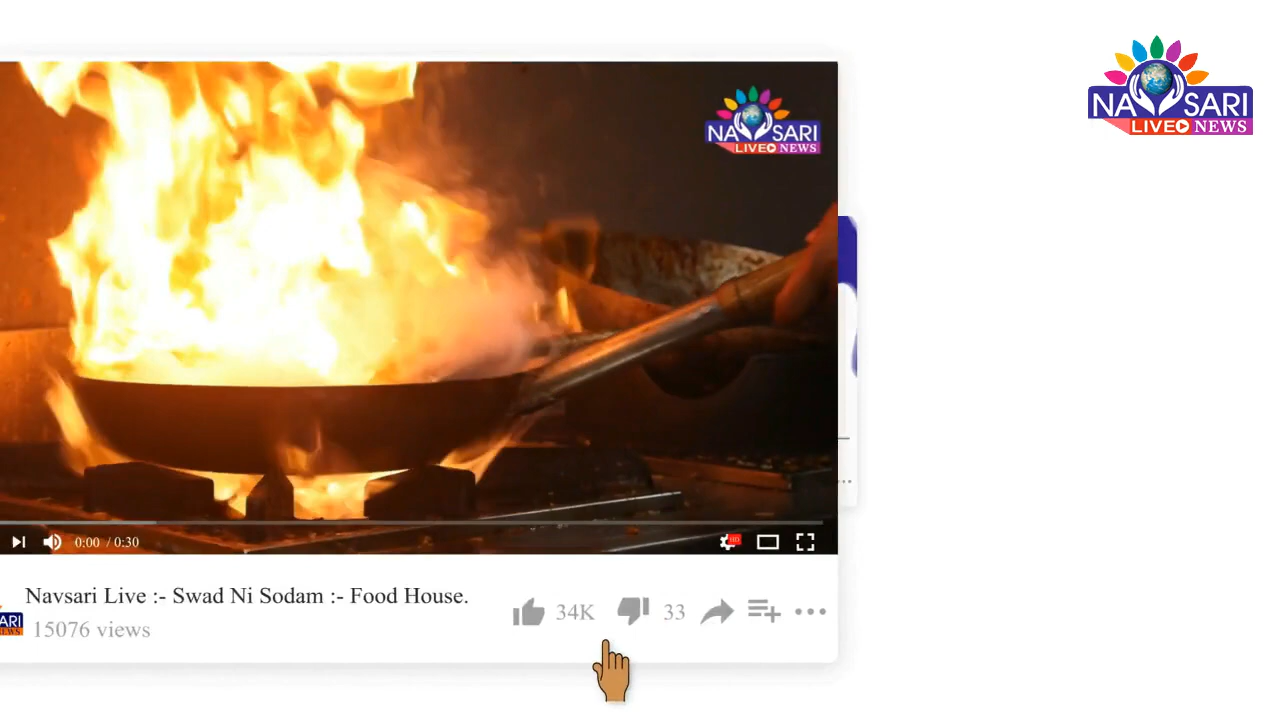 NAVSARI
LIVE NEWS
NAVSARI
LIVE NEWS
0:00 / 0:30
HD
Navsari Live :- Swad Ni Sodam :- Food House.
15076 views
34K
33